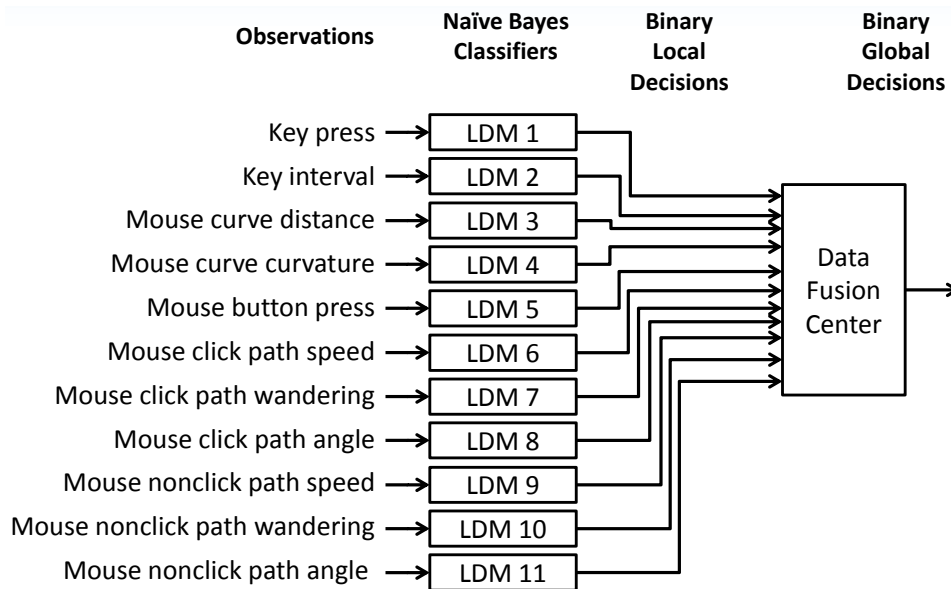 Observations
Naïve Bayes
Classifiers
Binary
Local
Decisions
Binary
Global
Decisions
Key press
LDM 1
Key interval
LDM 2
Mouse curve distance
LDM 3
Mouse curve curvature
LDM 4
Mouse button press
LDM 5
Mouse click path speed
LDM 6
Mouse click path wandering
LDM 7
Mouse click path angle
LDM 8
Mouse nonclick path speed
LDM 9
Mouse nonclick path wandering
LDM 10
Mouse nonclick path angle
LDM 11
Data
Fusion
Center